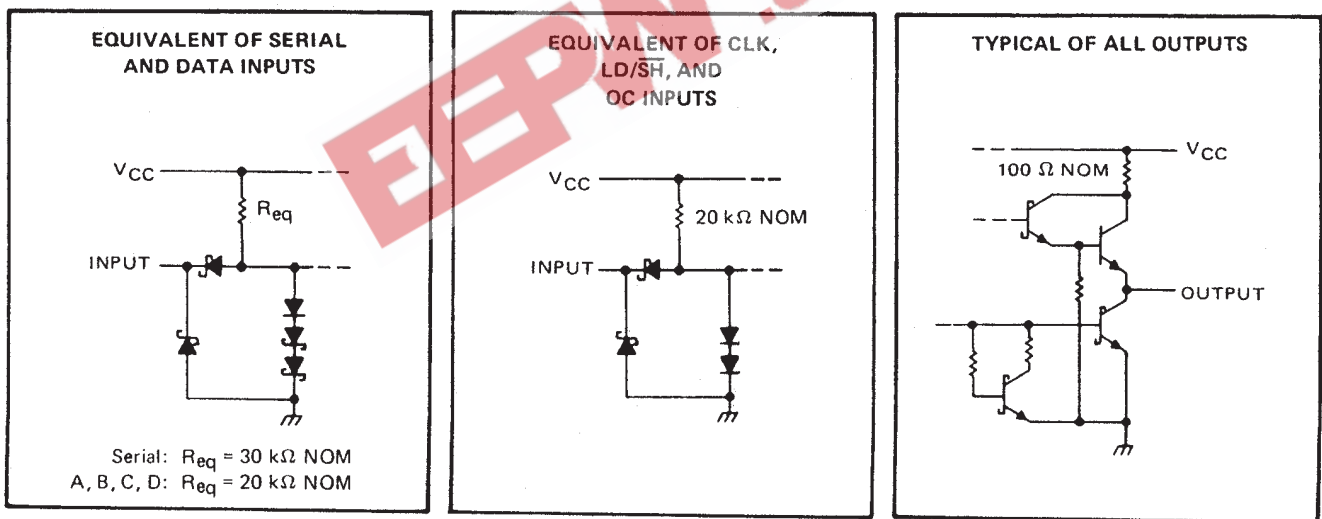 EQUIVALENT OF SERIAL
AND DATA INPUTS
VCC
Req
INPUT
Serial: Req = 30 kΩ NOM
A, B, C, D: Req = 20 kΩ NOM
EQUIVALENT OF CLK,
LD/S̅H̅, AND
OC INPUTS
VCC
20 kΩ NOM
INPUT
TYPICAL OF ALL OUTPUTS
VCC
100 Ω NOM
OUTPUT
EEPW